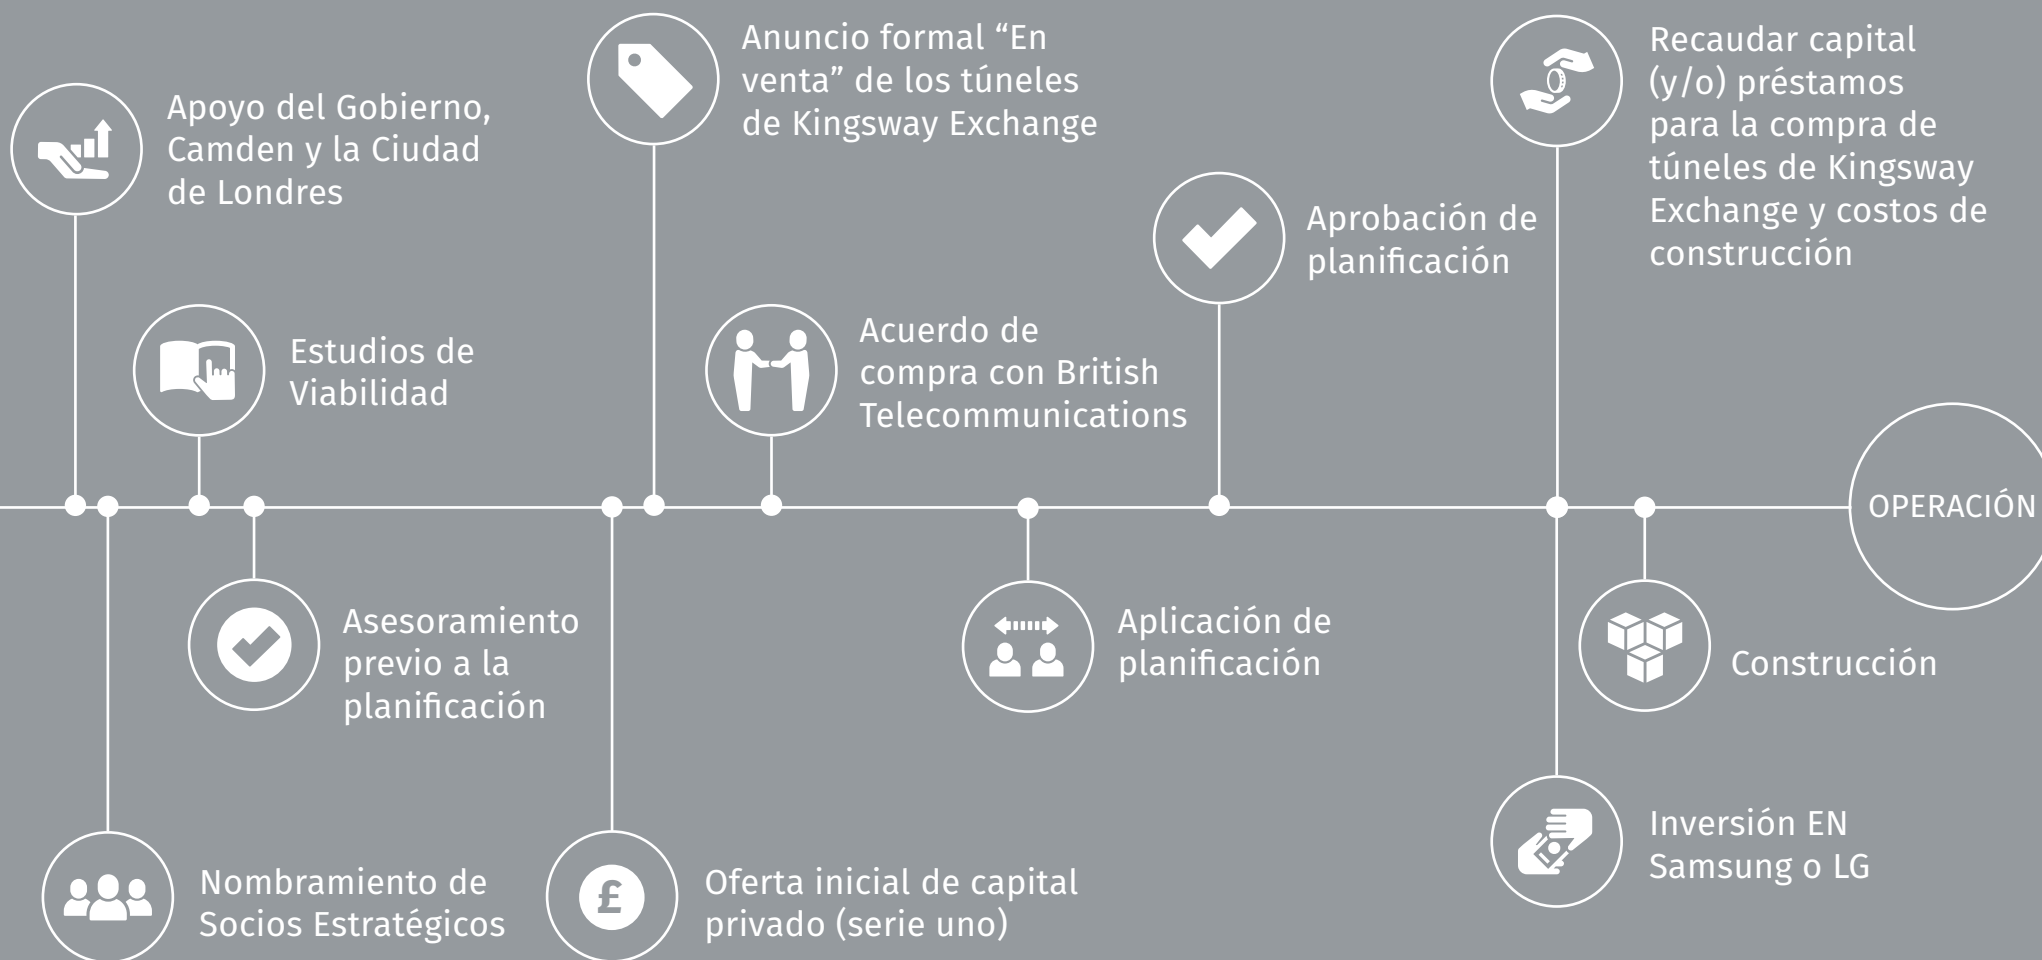 Apoyo del Gobierno,
Camden y la Ciudad
de Londres
Nombramiento de
Socios Estratégicos
Estudios de
Viabilidad
Asesoramiento
previo a la
planificación
£
Oferta inicial de capital
privado (serie uno)
Anuncio formal “En
venta” de los túneles
de Kingsway Exchange
Acuerdo de
compra con British
Telecommunications
Aplicación de
planificación
Aprobación de
planificación
Recaudar capital
(y/o) préstamos
para la compra de
túneles de Kingsway
Exchange y costos de
construcción
Inversión EN
Samsung o LG
Construcción
OPERACIÓN